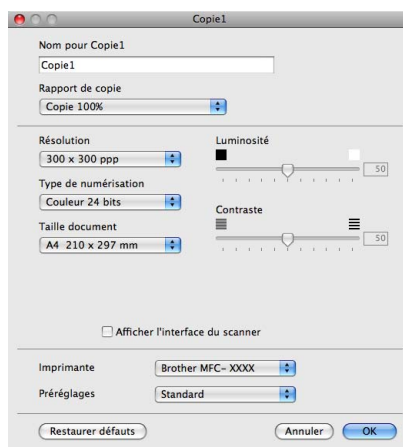 Copie1
Nom pour Copie1
Copie1
Rapport de copie
Copie 100%
Résolution
300 x 300 ppp
Type de numérisation
Couleur 24 bits
Taille document
A4 210 x 297 mm
Luminosité
50
Contraste
50
Afficher l'interface du scanner
Imprimante
Brother MFC- XXXX
Préréglages
Standard
Restaurer défauts
Annuler
OK